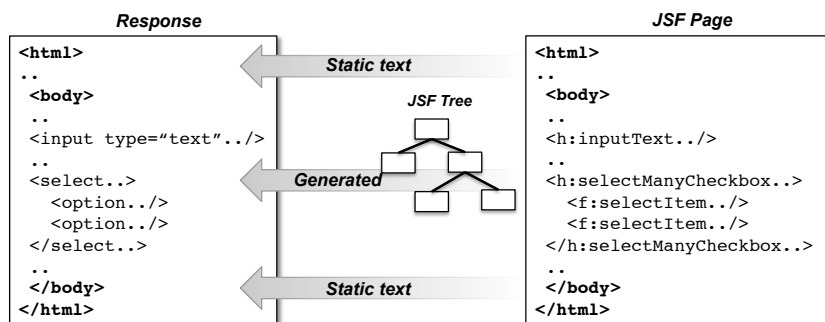 Response
<html>
..
<body>
..
<input type=“text”../>
..
<select..>
<option../>
<option../>
</select..>
..
</body>
</html>
Static text
JSF Tree
Generated
Static text
JSF Page
<html>
..
<body>
..
<h:inputText../>
..
<h:selectManyCheckbox..>
<f:selectItem../>
<f:selectItem../>
</h:selectManyCheckbox..>
..
</body>
</html>